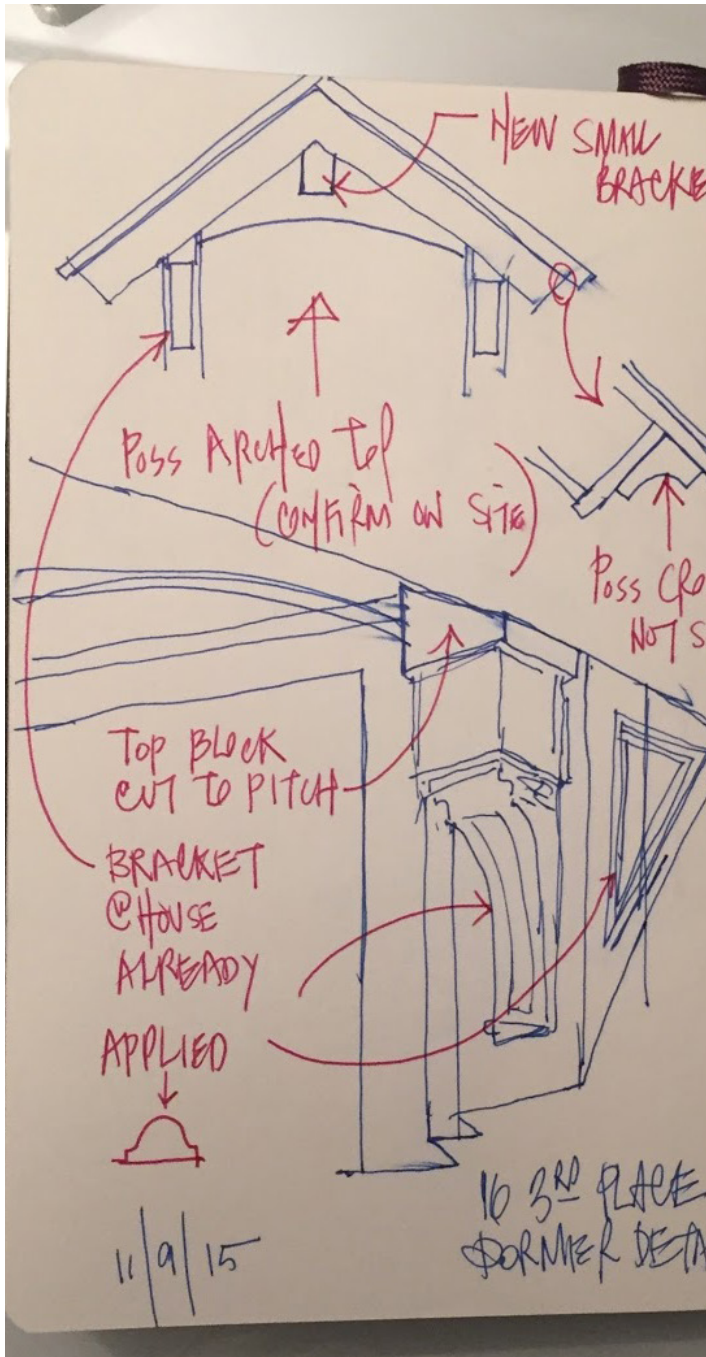 NEW SMALL
BRACKE
POSS ARCHED TOP
(CONFIRM ON SITE)
POSS CRO
NOT S
TOP BLOCK
CUT TO PITCH
BRACKET
@ HOUSE
ALREADY
APPLIED
11/9/15
16 3RD PLACE
DORMER DETA